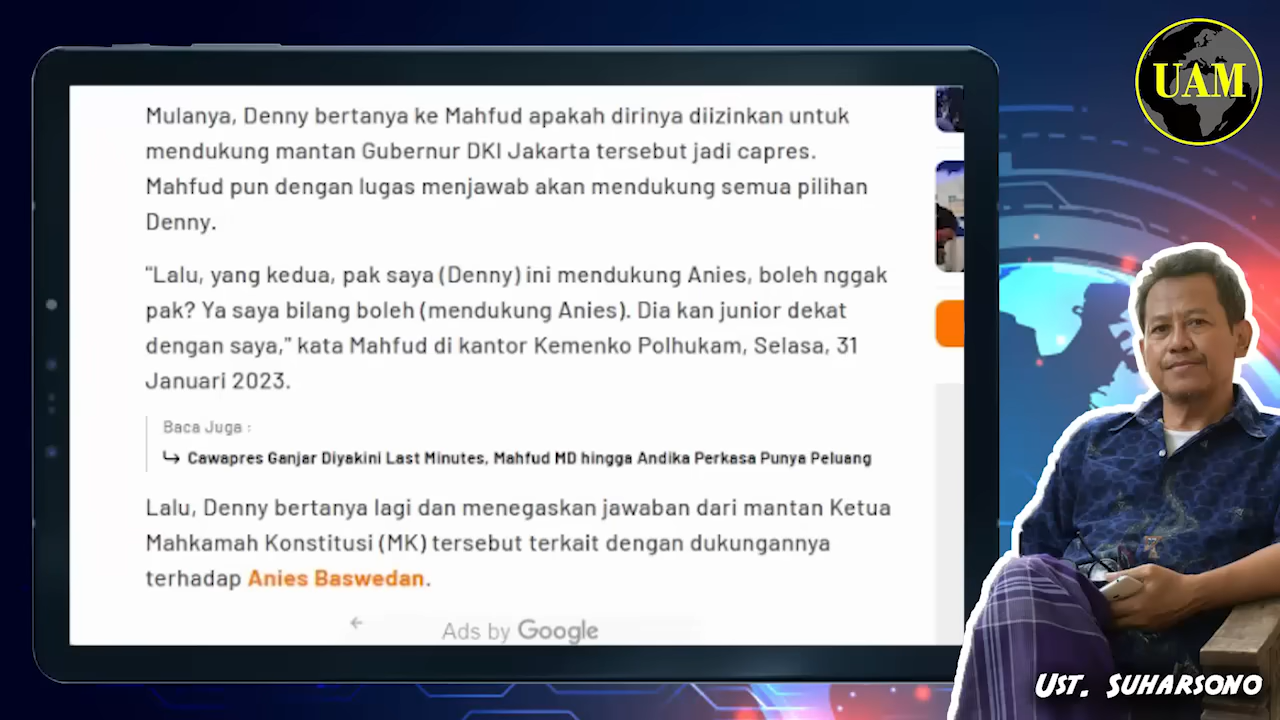 UAM
Mulanya, Denny bertanya ke Mahfud apakah dirinya diizinkan untuk
mendukung mantan Gubernur DKI Jakarta tersebut jadi capres.
Mahfud pun dengan lugas menjawab akan mendukung semua pilihan
Denny.
"Lalu, yang kedua, pak saya (Denny) ini mendukung Anies, boleh nggak
pak? Ya saya bilang boleh (mendukung Anies). Dia kan junior dekat
dengan saya," kata Mahfud di kantor Kemenko Polhukam, Selasa, 31
Januari 2023.
Baca Juga :
Cawapres Ganjar Diyakini Last Minutes, Mahfud MD hingga Andika Perkasa Punya Peluang
Lalu, Denny bertanya lagi dan menegaskan jawaban dari mantan Ketua
Mahkamah Konstitusi (MK) tersebut terkait dengan dukungannya
terhadap Anies Baswedan.
Ads by Google
UST. SUHARSONO